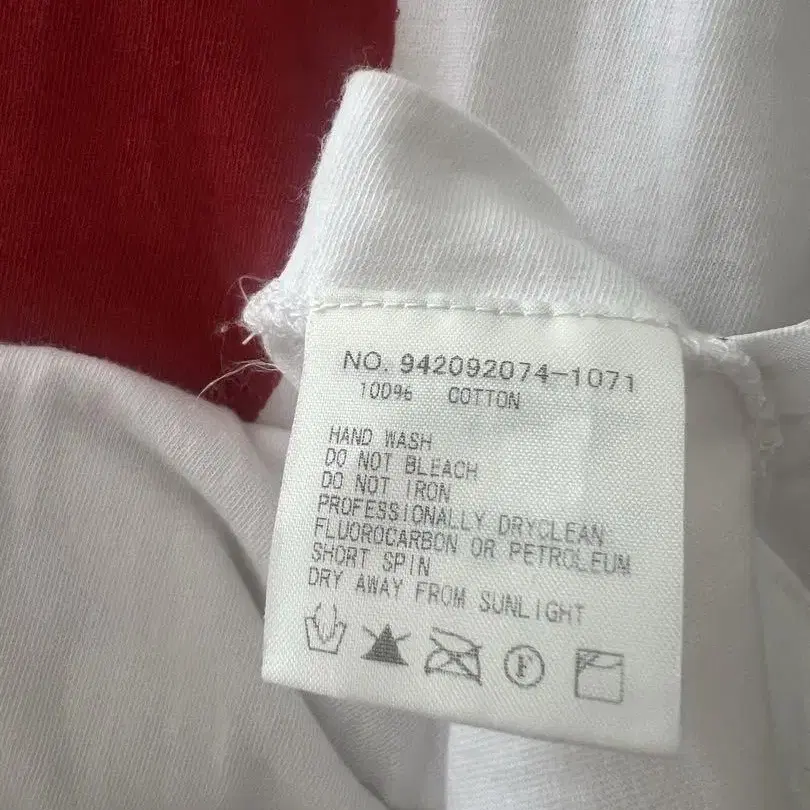 NO. 942092074-1071
100% COTTON
HAND WASH
DO NOT BLEACH
DO NOT IRON
PROFESSIONALLY DRYCLEAN
FLUOROCARBON OR PETROLEUM
SHORT SPIN
DRY AWAY FROM SUNLIGHT
F